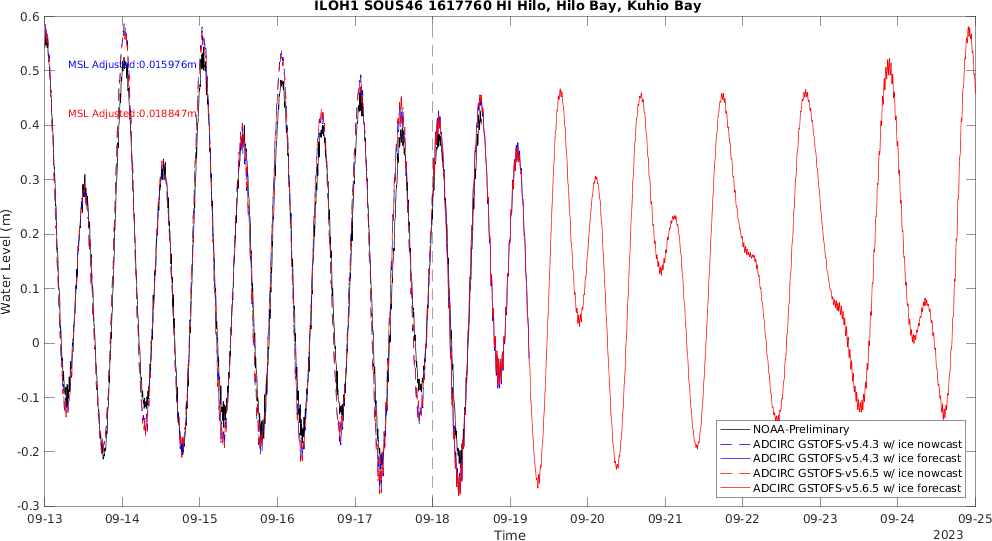 ILOH1 SOUS46 1617760 HI Hilo, Hilo Bay, Kuhio Bay
Water Level (m)
0.6
0.5
0.4
0.3
0.2
0.1
0
-0.1
-0.2
-0.3
MSL Adjusted:0.015976m
MSL Adjusted:0.018847m
NOAA-Preliminary
ADCIRC GSTOFS-v5.4.3 w/ ice nowcast
ADCIRC GSTOFS-v5.4.3 w/ ice forecast
ADCIRC GSTOFS-v5.6.5 w/ ice nowcast
ADCIRC GSTOFS-v5.6.5 w/ ice forecast
09-13 09-14 09-15 09-16 09-17 09-18 09-19 09-20 09-21 09-22 09-23 09-24 09-25
Time
2023